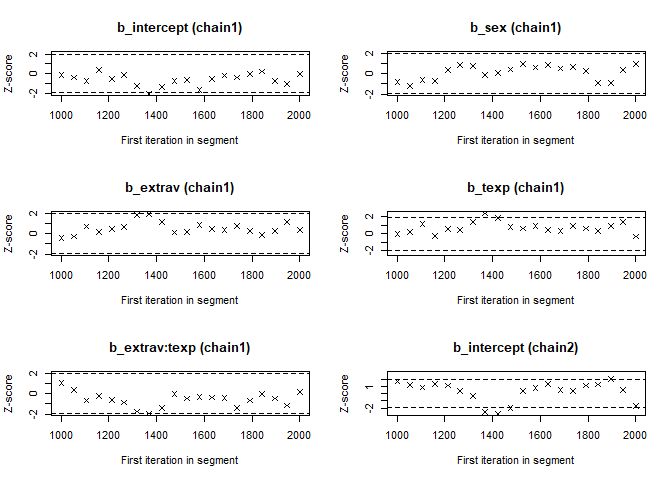 b_intercept (chain1)
Z-score
2
0
-2
1000 1200 1400 1600 1800 2000
First iteration in segment
b_sex (chain1)
Z-score
2
0
-2
1000 1200 1400 1600 1800 2000
First iteration in segment
b_extrav (chain1)
Z-score
2
0
-2
1000 1200 1400 1600 1800 2000
First iteration in segment
b_texp (chain1)
Z-score
2
0
-2
1000 1200 1400 1600 1800 2000
First iteration in segment
b_extrav:texp (chain1)
Z-score
2
0
-2
1000 1200 1400 1600 1800 2000
First iteration in segment
b_intercept (chain2)
Z-score
1
-2
1000 1200 1400 1600 1800 2000
First iteration in segment